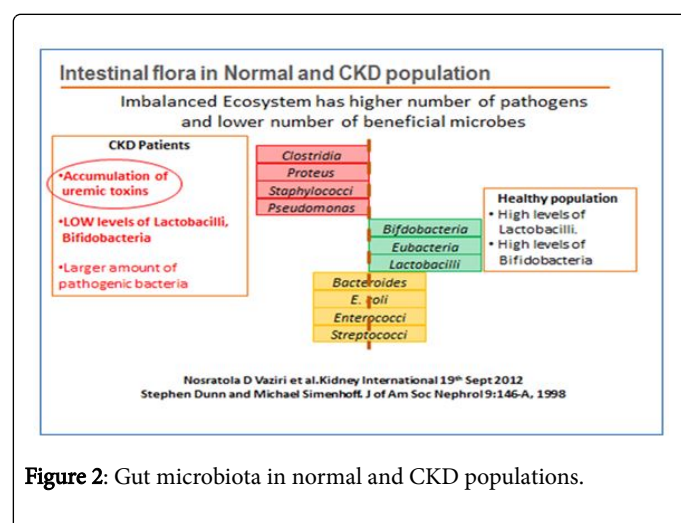 Intestinal flora in Normal and CKD population
Imbalanced Ecosystem has higher number of pathogens
and lower number of beneficial microbes
CKD Patients
•Accumulation of
uremic toxins
•LOW levels of Lactobacilli,
Bifidobacteria
•Larger amount of
pathogenic bacteria
Clostridia
Proteus
Staphylococci
Pseudomonas
Bifdobacteria
Eubacteria
Lactobacilli
Bacteroides
E. coli
Enterococci
Streptococci
Healthy population
• High levels of
Lactobacilli.
• High levels of
Bifidobacteria
Nosratola D Vaziri et al.Kidney International 19th Sept 2012
Stephen Dunn and Michael Simenhoff. J of Am Soc Nephrol 9:146-A, 1998
Figure 2: Gut microbiota in normal and CKD populations.